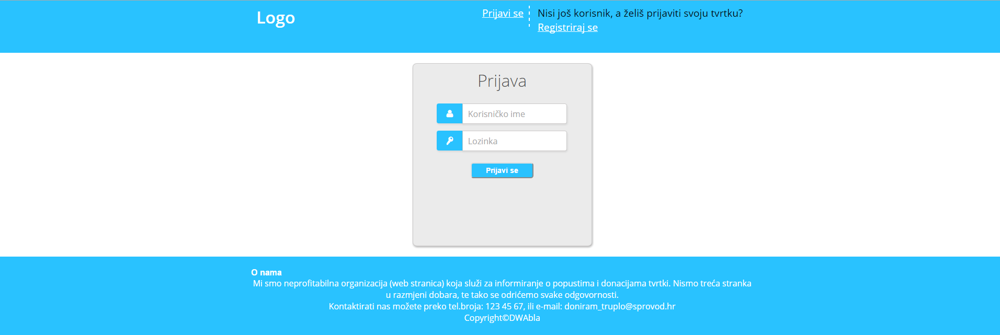 Logo
Prijavi se
Nisi još korisnik, a želiš prijaviti svoju tvrtku?
Registriraj se
Prijava
Korisničko ime
Lozinka
Prijavi se
O nama
Mi smo neprofitabilna organizacija (web stranica) koja služi za informiranje o popustima i donacijama tvrtki. Nismo treća stranka
u razmjeni dobara, te tako se odrićemo svake odgovornosti.
Kontaktirati nas možete preko tel.broja: 123 45 67, ili e-mail: doniram_truplo@sprovod.hr
Copyright©DWAbla